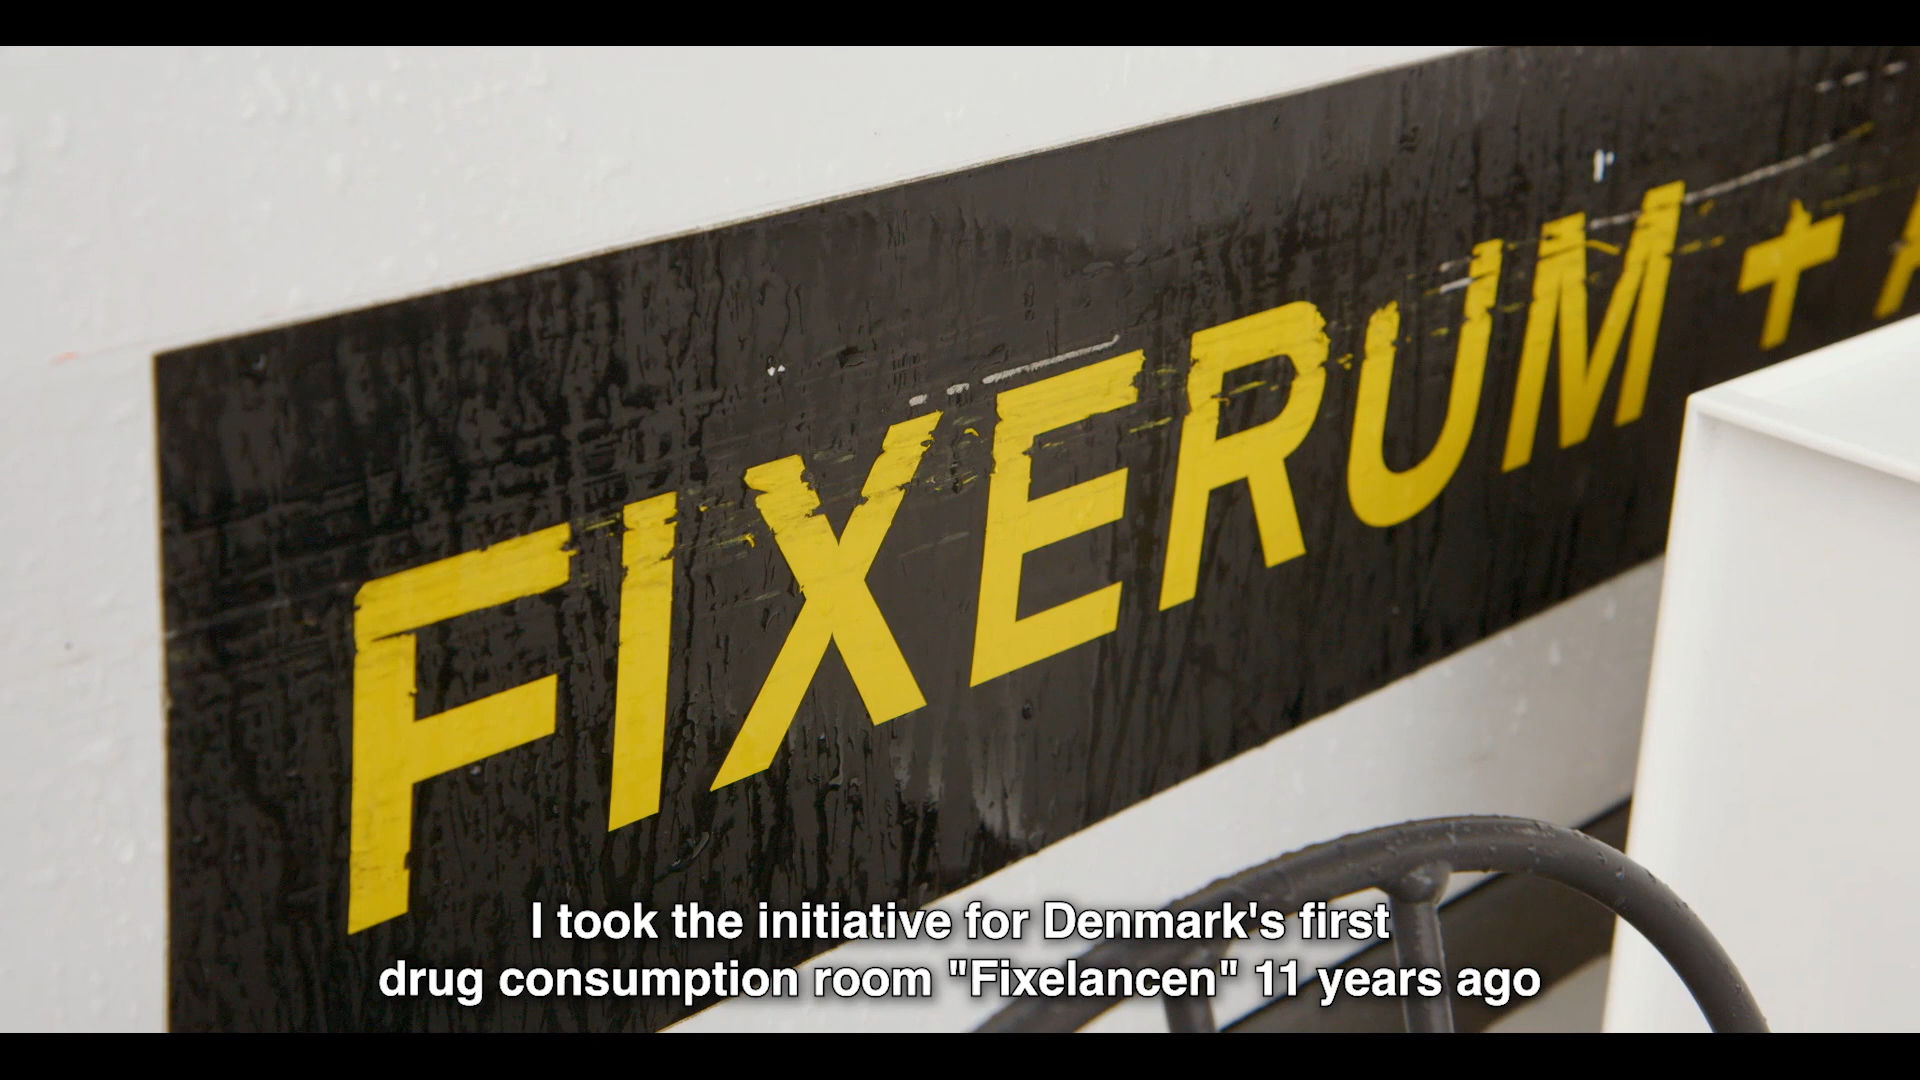 FIXERUM +
I took the initiative for Denmark's first
drug consumption room "Fixelancen" 11 years ago